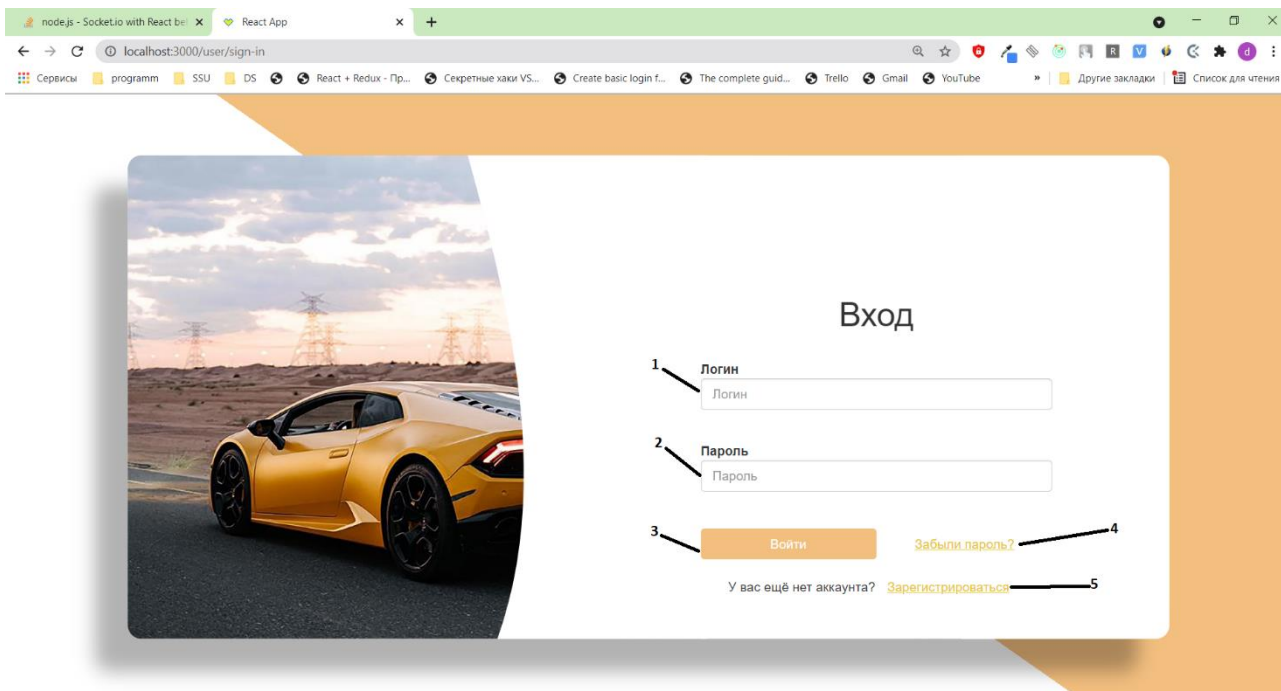 node.js - Socket.io with React bel
React App
localhost:3000/user/sign-in
Сервисы programm SSU DS React + Redux - Пр... Секретные хаки VS... Create basic login f... The complete guid... Trello Gmail YouTube » Другие закладки Список для чтения
Вход
1
Логин
Логин
2
Пароль
Пароль
3
Войти
Забыли пароль?
4
У вас ещё нет аккаунта? Зарегистрироваться
5